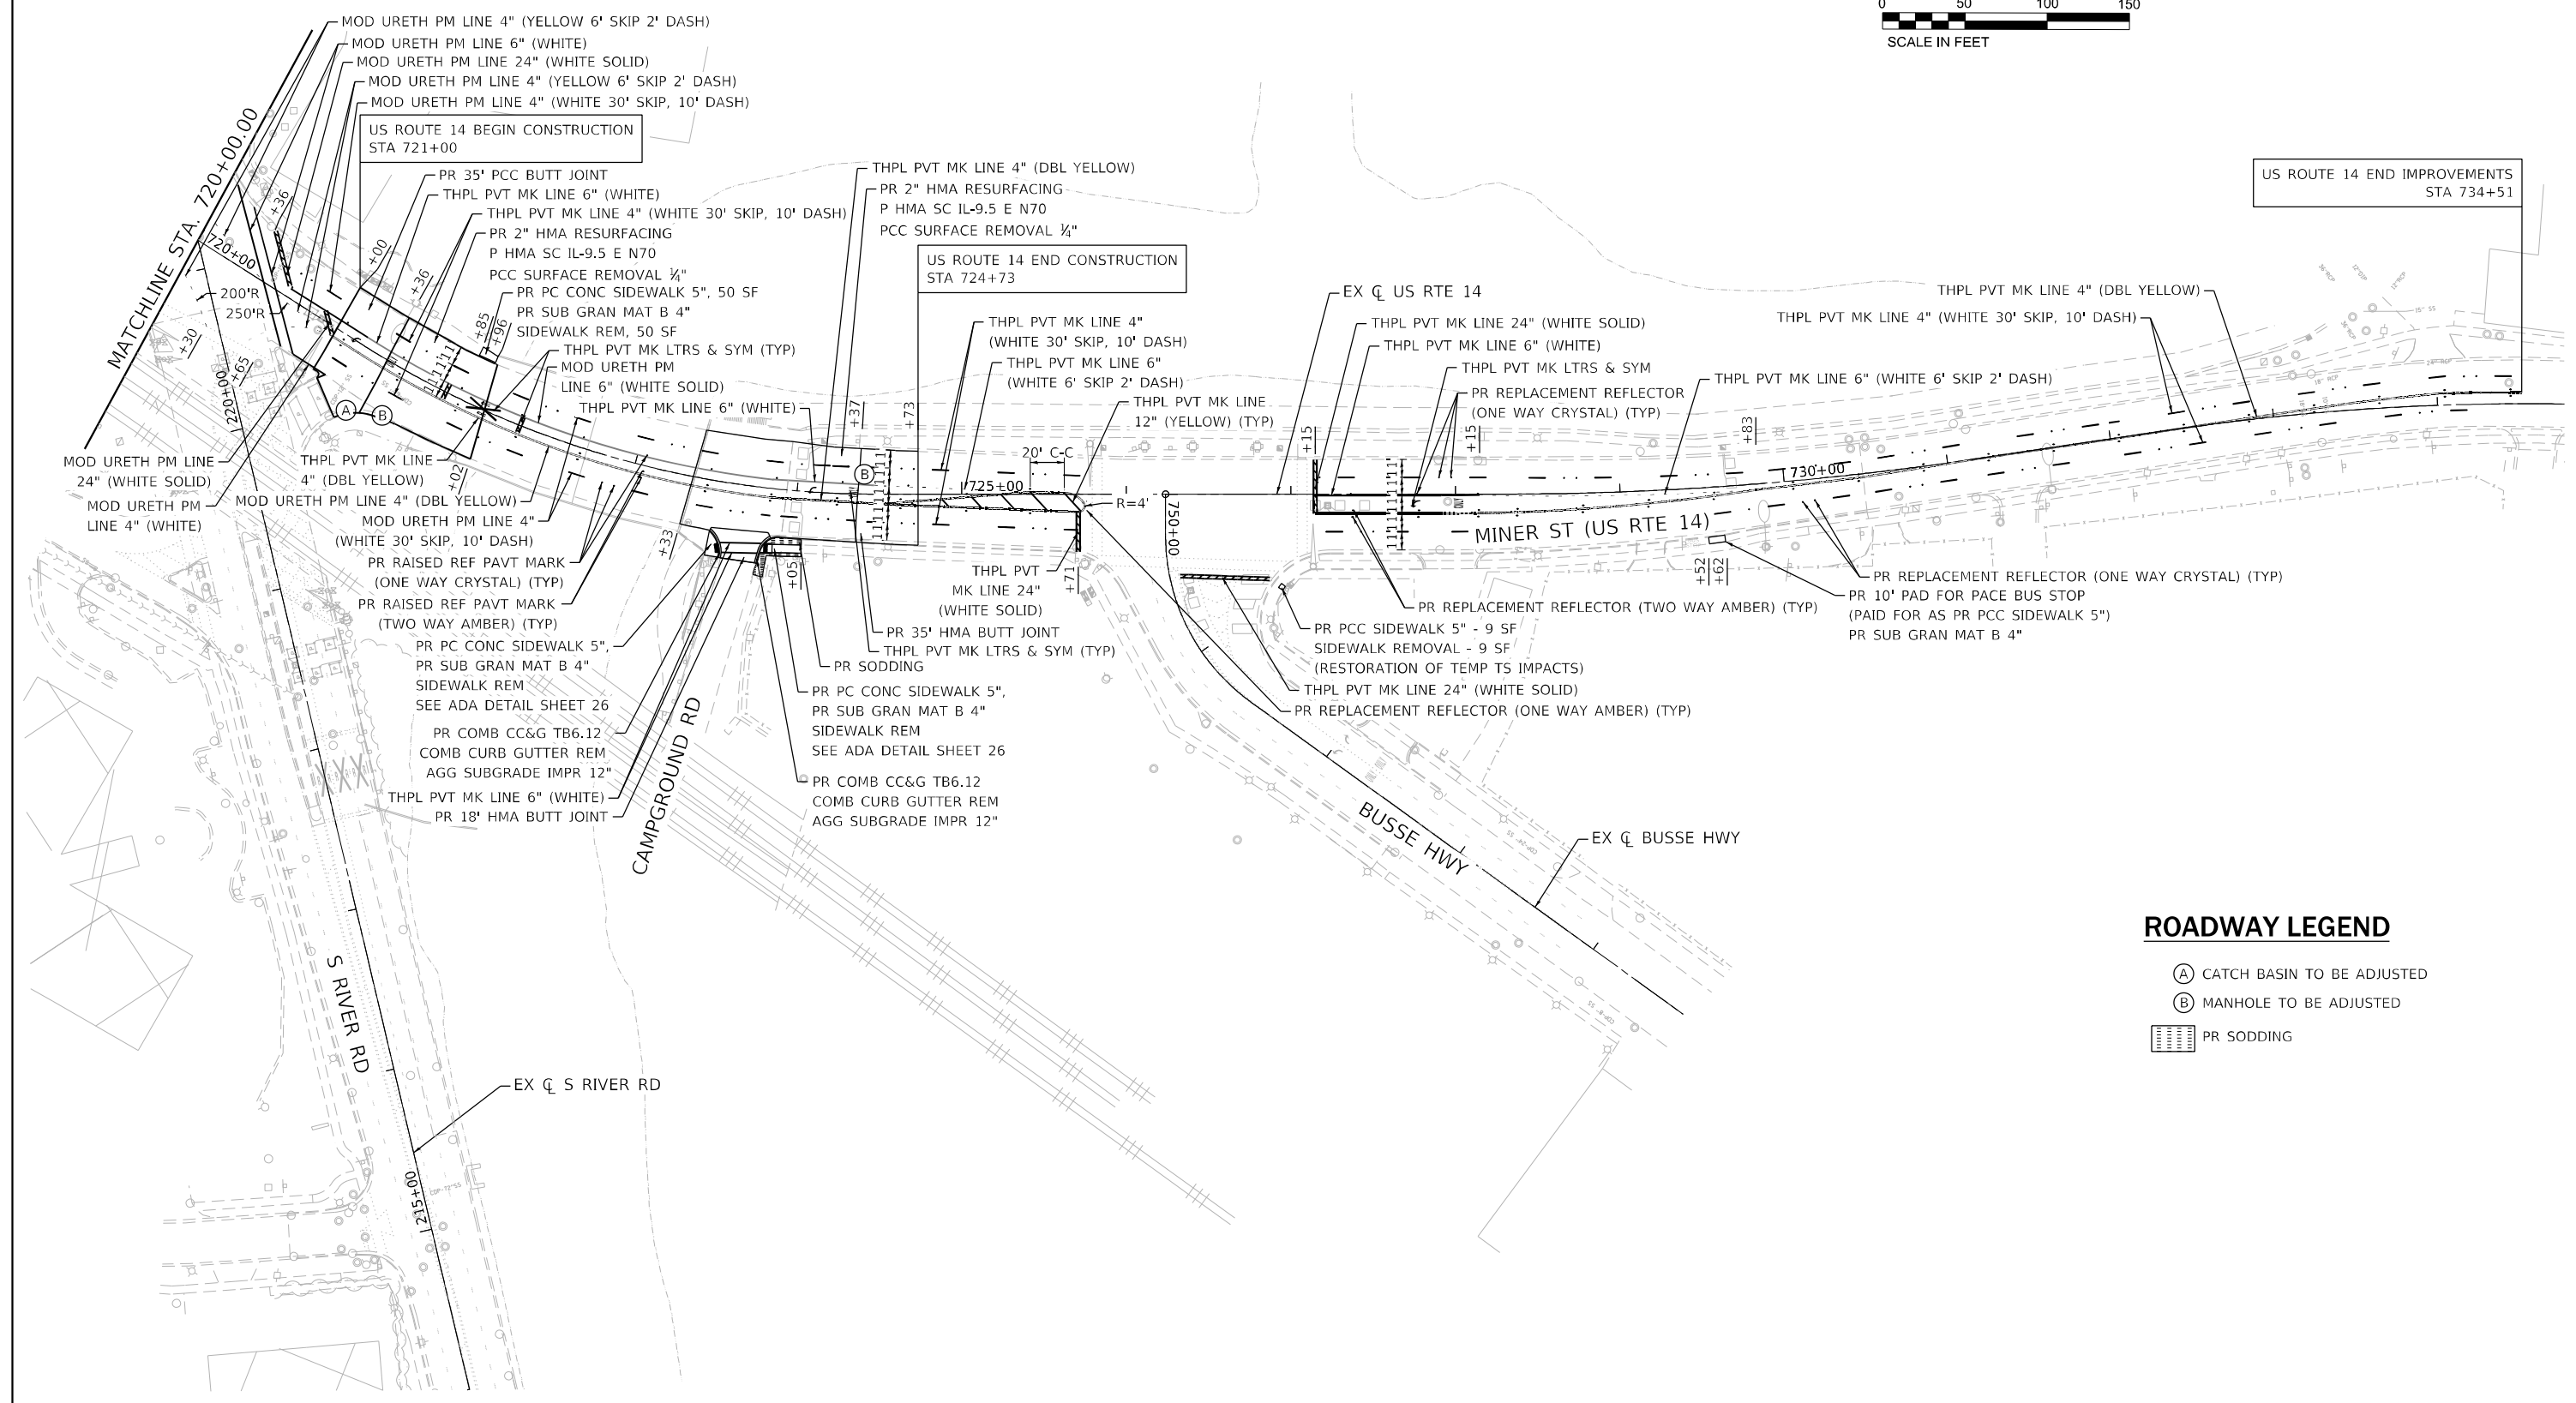 0 50 100 150
SCALE IN FEET
MOD URETH PM LINE 4" (YELLOW 6' SKIP 2' DASH)
MOD URETH PM LINE 6" (WHITE)
MOD URETH PM LINE 24" (WHITE SOLID)
MOD URETH PM LINE 4" (YELLOW 6' SKIP 2' DASH)
MOD URETH PM LINE 4" (WHITE 30' SKIP, 10' DASH)
US ROUTE 14 BEGIN CONSTRUCTION
STA 721+00
PR 35' PCC BUTT JOINT
THPL PVT MK LINE 6" (WHITE)
THPL PVT MK LINE 4" (WHITE 30' SKIP, 10' DASH)
PR 2" HMA RESURFACING
P HMA SC IL-9.5 E N70
PCC SURFACE REMOVAL ¼"
PR PC CONC SIDEWALK 5", 50 SF
PR SUB GRAN MAT B 4"
SIDEWALK REM, 50 SF
THPL PVT MK LTRS & SYM (TYP)
MOD URETH PM
LINE 6" (WHITE SOLID)
THPL PVT MK LINE 6" (WHITE)
MATCHLINE STA. 720+00.00
+36
720+00
+00
+36
200'R
250'R
+30
+65
220+00
+85
+96
A
B
THPL PVT MK LINE 4" (DBL YELLOW)
PR 2" HMA RESURFACING
P HMA SC IL-9.5 E N70
PCC SURFACE REMOVAL ¼"
US ROUTE 14 END CONSTRUCTION
STA 724+73
THPL PVT MK LINE 4"
(WHITE 30' SKIP, 10' DASH)
THPL PVT MK LINE 6"
(WHITE 6' SKIP 2' DASH)
THPL PVT MK LINE
12" (YELLOW) (TYP)
+37
+73
B
20' C-C
725+00
R=4'
EX ℄ US RTE 14
THPL PVT MK LINE 24" (WHITE SOLID)
THPL PVT MK LINE 6" (WHITE)
THPL PVT MK LTRS & SYM
PR REPLACEMENT REFLECTOR
(ONE WAY CRYSTAL) (TYP)
THPL PVT MK LINE 6" (WHITE 6' SKIP 2' DASH)
+15
+15
+83
US ROUTE 14 END IMPROVEMENTS
STA 734+51
THPL PVT MK LINE 4" (DBL YELLOW)
THPL PVT MK LINE 4" (WHITE 30' SKIP, 10' DASH)
730+00
MINER ST (US RTE 14)
750+00
MOD URETH PM LINE
24" (WHITE SOLID)
MOD URETH PM
LINE 4" (WHITE)
THPL PVT MK LINE
4" (DBL YELLOW)
+02
MOD URETH PM LINE 4" (DBL YELLOW)
MOD URETH PM LINE 4"
(WHITE 30' SKIP, 10' DASH)
PR RAISED REF PAVT MARK
(ONE WAY CRYSTAL) (TYP)
PR RAISED REF PAVT MARK
(TWO WAY AMBER) (TYP)
PR PC CONC SIDEWALK 5",
PR SUB GRAN MAT B 4"
SIDEWALK REM
SEE ADA DETAIL SHEET 26
PR COMB CC&G TB6.12
COMB CURB GUTTER REM
AGG SUBGRADE IMPR 12"
THPL PVT MK LINE 6" (WHITE)
PR 18' HMA BUTT JOINT
+33
+05
CAMPGROUND RD
THPL PVT
MK LINE 24"
(WHITE SOLID)
+71
PR 35' HMA BUTT JOINT
THPL PVT MK LTRS & SYM (TYP)
PR SODDING
PR PC CONC SIDEWALK 5",
PR SUB GRAN MAT B 4"
SIDEWALK REM
SEE ADA DETAIL SHEET 26
PR COMB CC&G TB6.12
COMB CURB GUTTER REM
AGG SUBGRADE IMPR 12"
+52
+62
PR REPLACEMENT REFLECTOR (ONE WAY CRYSTAL) (TYP)
PR 10' PAD FOR PACE BUS STOP
(PAID FOR AS PR PCC SIDEWALK 5")
PR SUB GRAN MAT B 4"
PR REPLACEMENT REFLECTOR (TWO WAY AMBER) (TYP)
PR PCC SIDEWALK 5" - 9 SF
SIDEWALK REMOVAL - 9 SF
(RESTORATION OF TEMP TS IMPACTS)
THPL PVT MK LINE 24" (WHITE SOLID)
PR REPLACEMENT REFLECTOR (ONE WAY AMBER) (TYP)
BUSSE HWY
EX ℄ BUSSE HWY
S RIVER RD
EX ℄ S RIVER RD
215+00
ROADWAY LEGEND
A CATCH BASIN TO BE ADJUSTED
B MANHOLE TO BE ADJUSTED
PR SODDING